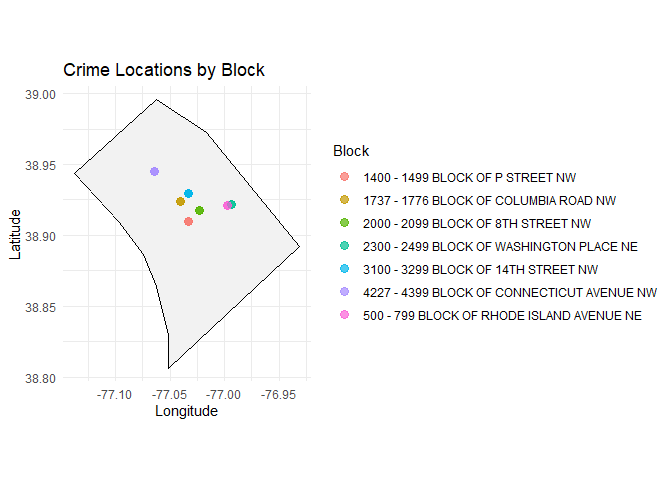 Crime Locations by Block
39.00
38.95
38.90
38.85
38.80
Latitude
-77.10
-77.05
-77.00
-76.95
Longitude
Block
1400 - 1499 BLOCK OF P STREET NW
1737 - 1776 BLOCK OF COLUMBIA ROAD NW
2000 - 2099 BLOCK OF 8TH STREET NW
2300 - 2499 BLOCK OF WASHINGTON PLACE NE
3100 - 3299 BLOCK OF 14TH STREET NW
4227 - 4399 BLOCK OF CONNECTICUT AVENUE NW
500 - 799 BLOCK OF RHODE ISLAND AVENUE NE